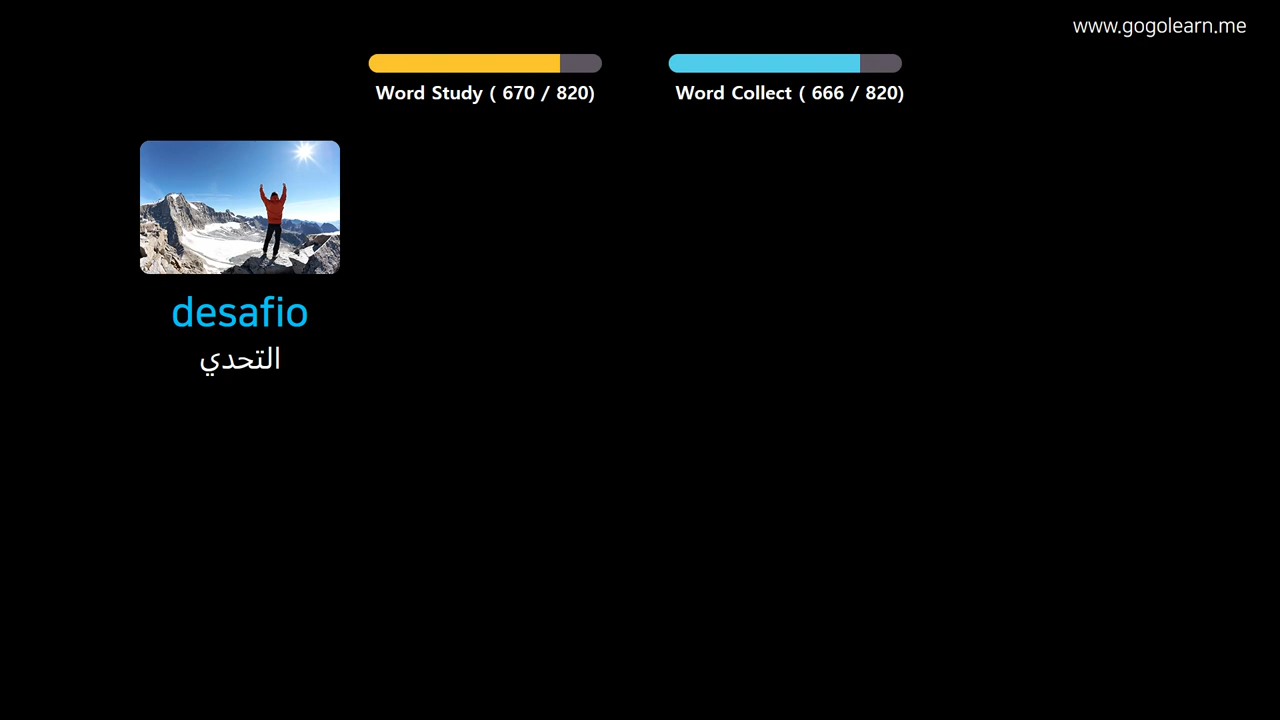 www.gogolearn.me
Word Study ( 670 / 820)
Word Collect ( 666 / 820)
desafio
التحدي